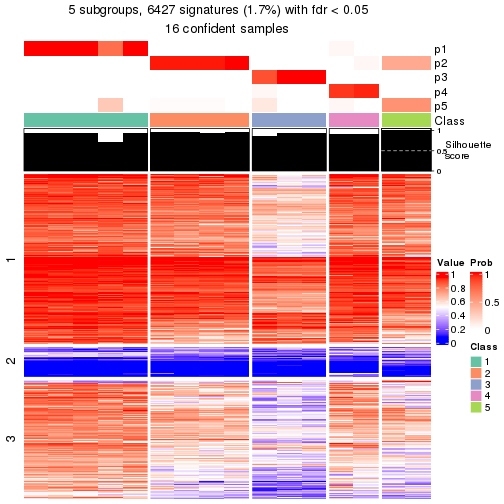 5 subgroups, 6427 signatures (1.7%) with fdr < 0.05
16 confident samples
p1
p2
p3
p4
p5
Class
1
0.5
0
Silhouette
score
1
2
3
Value
1
0.8
0.6
0.4
0.2
0
Prob
1
0.5
0
Class
1
2
3
4
5